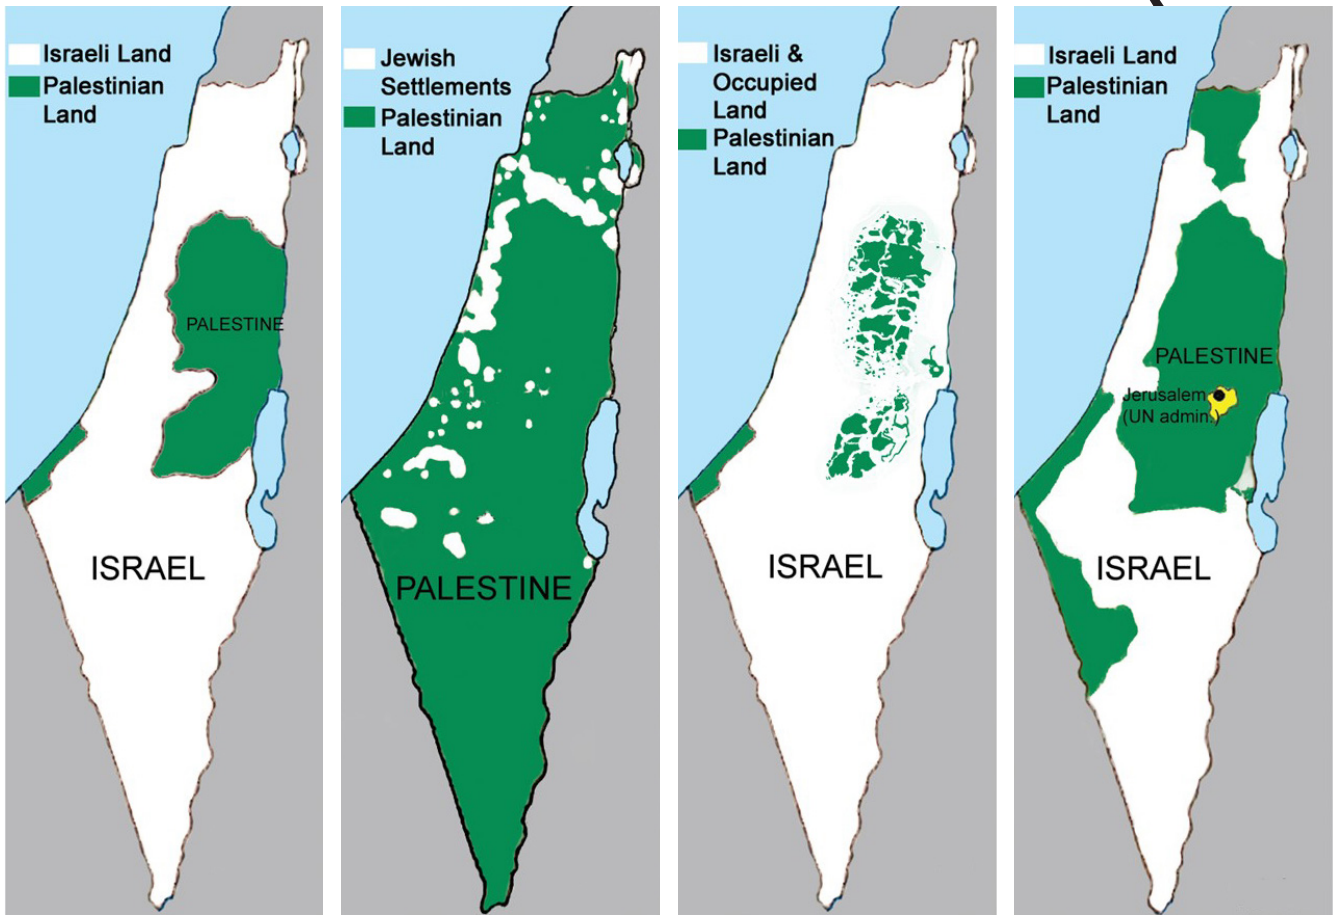 Israeli Land
Palestinian
Land
PALESTINE
ISRAEL
Jewish
Settlements
Palestinian
Land
PALESTINE
Israeli &
Occupied
Land
Palestinian
Land
ISRAEL
Israeli Land
Palestinian
Land
PALESTINE
Jerusalem
(UN admin.)
ISRAEL